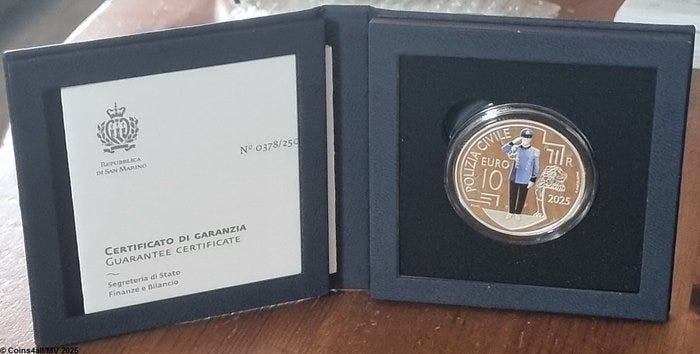 REPUBBLICA
DI SAN MARINO
Nº 0378/250
CERTIFICATO DI GARANZIA
GUARANTEE CERTIFICATE
Segreteria di Stato
Finanze e Bilancio
POLIZIA CIVILE
EURO
10
R
2025
© Coins4all/MV 2025